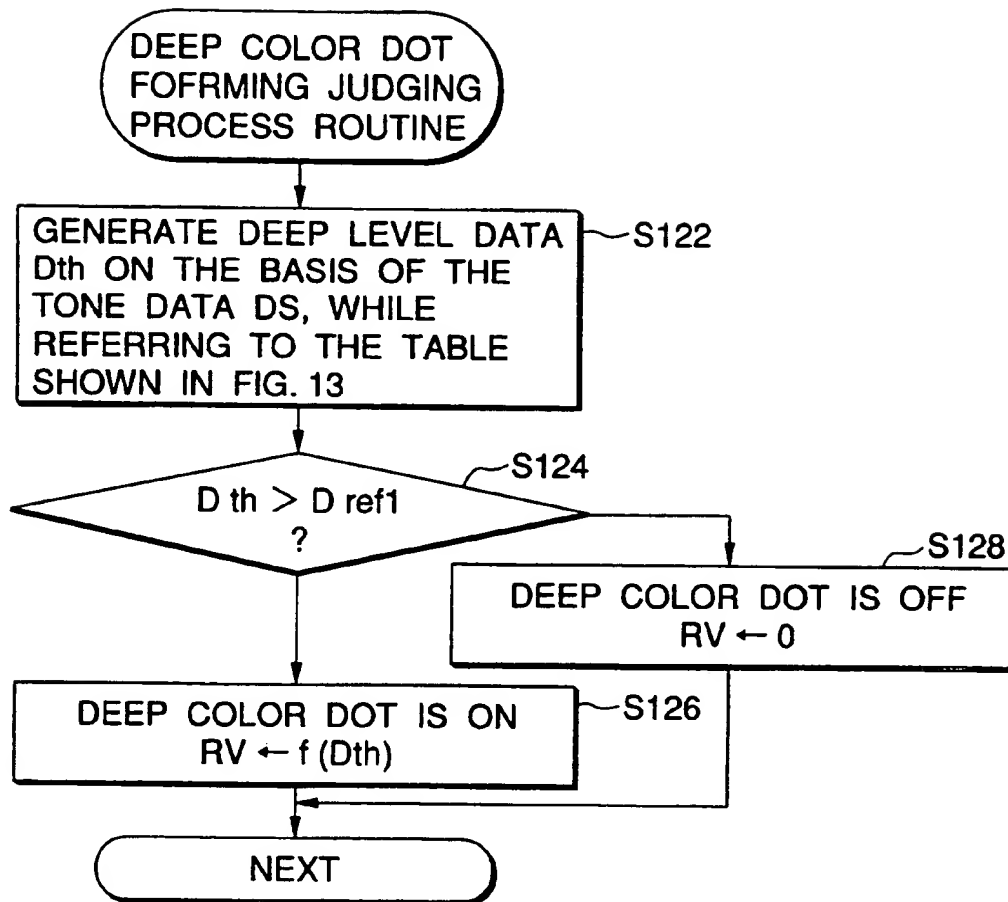 DEEP COLOR DOT
FOFRMING JUDGING
PROCESS ROUTINE
GENERATE DEEP LEVEL DATA
Dth ON THE BASIS OF THE
TONE DATA DS, WHILE
REFERRING TO THE TABLE
SHOWN IN FIG. 13
S122
D th > D ref1
?
S124
DEEP COLOR DOT IS OFF
RV ← 0
S128
DEEP COLOR DOT IS ON
RV ← f (Dth)
S126
NEXT